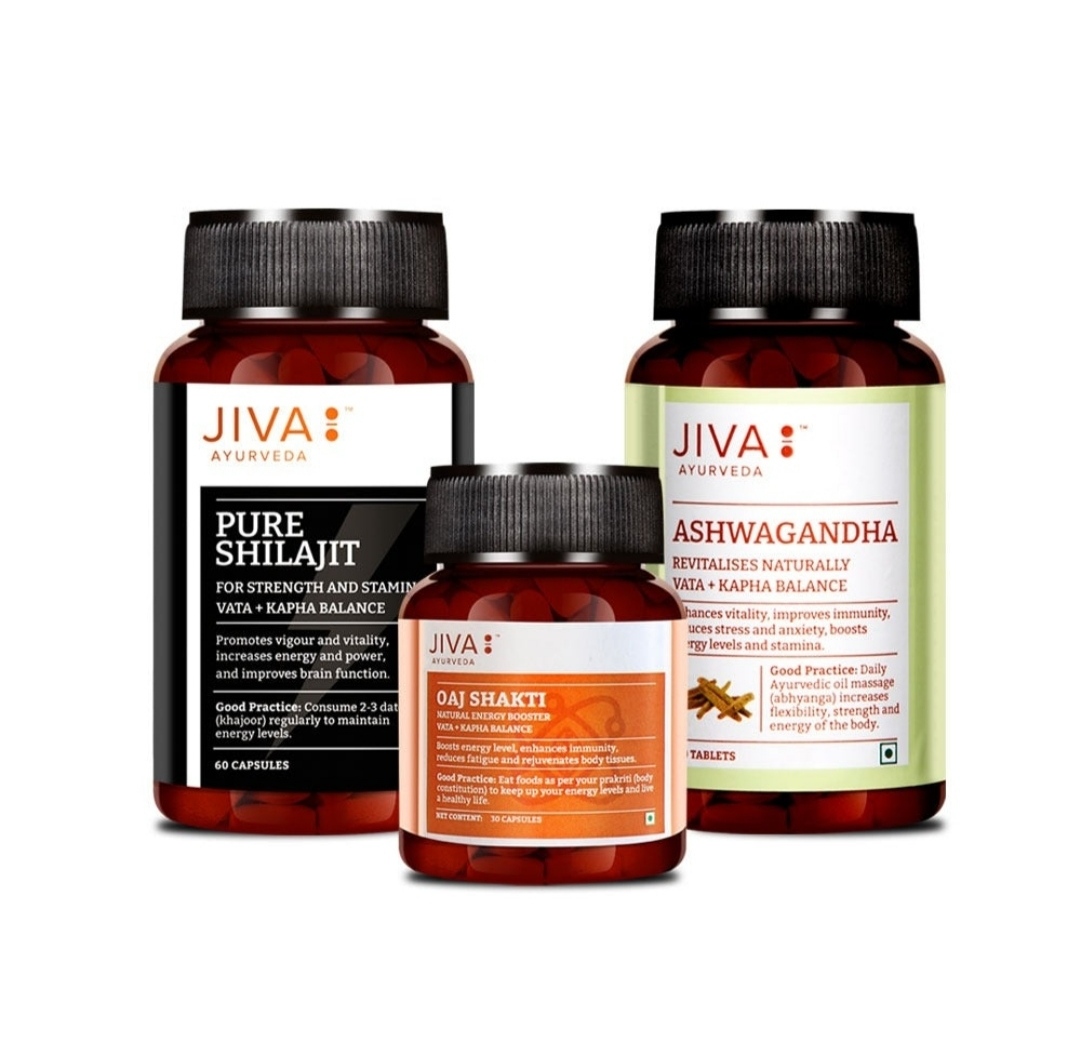 JIVA ™
AYURVEDA
PURE
SHILAJIT
FOR STRENGTH AND STAMIN
VATA + KAPHA BALANCE
Promotes vigour and vitality,
increases energy and power,
and improves brain function.
Good Practice: Consume 2-3 dat
(khajoor) regularly to maintain
energy levels.
60 CAPSULES
JIVA ™
AYURVEDA
OAJ SHAKTI
NATURAL ENERGY BOOSTER
VATA + KAPHA BALANCE
Boosts energy level, enhances immunity,
reduces fatigue and rejuvenates body tissues.
Good Practice: Eat foods as per your prakriti (body
constitution) to keep up your energy levels and live
a healthy life.
NET CONTENT: 30 CAPSULES
JIVA ™
AYURVEDA
ASHWAGANDHA
REVITALISES NATURALLY
VATA + KAPHA BALANCE
hances vitality, improves immunity,
uces stress and anxiety, boosts
rgy levels and stamina.
Good Practice: Daily
Ayurvedic oil massage
(abhyanga) increases
flexibility, strength and
energy of the body.
TABLETS